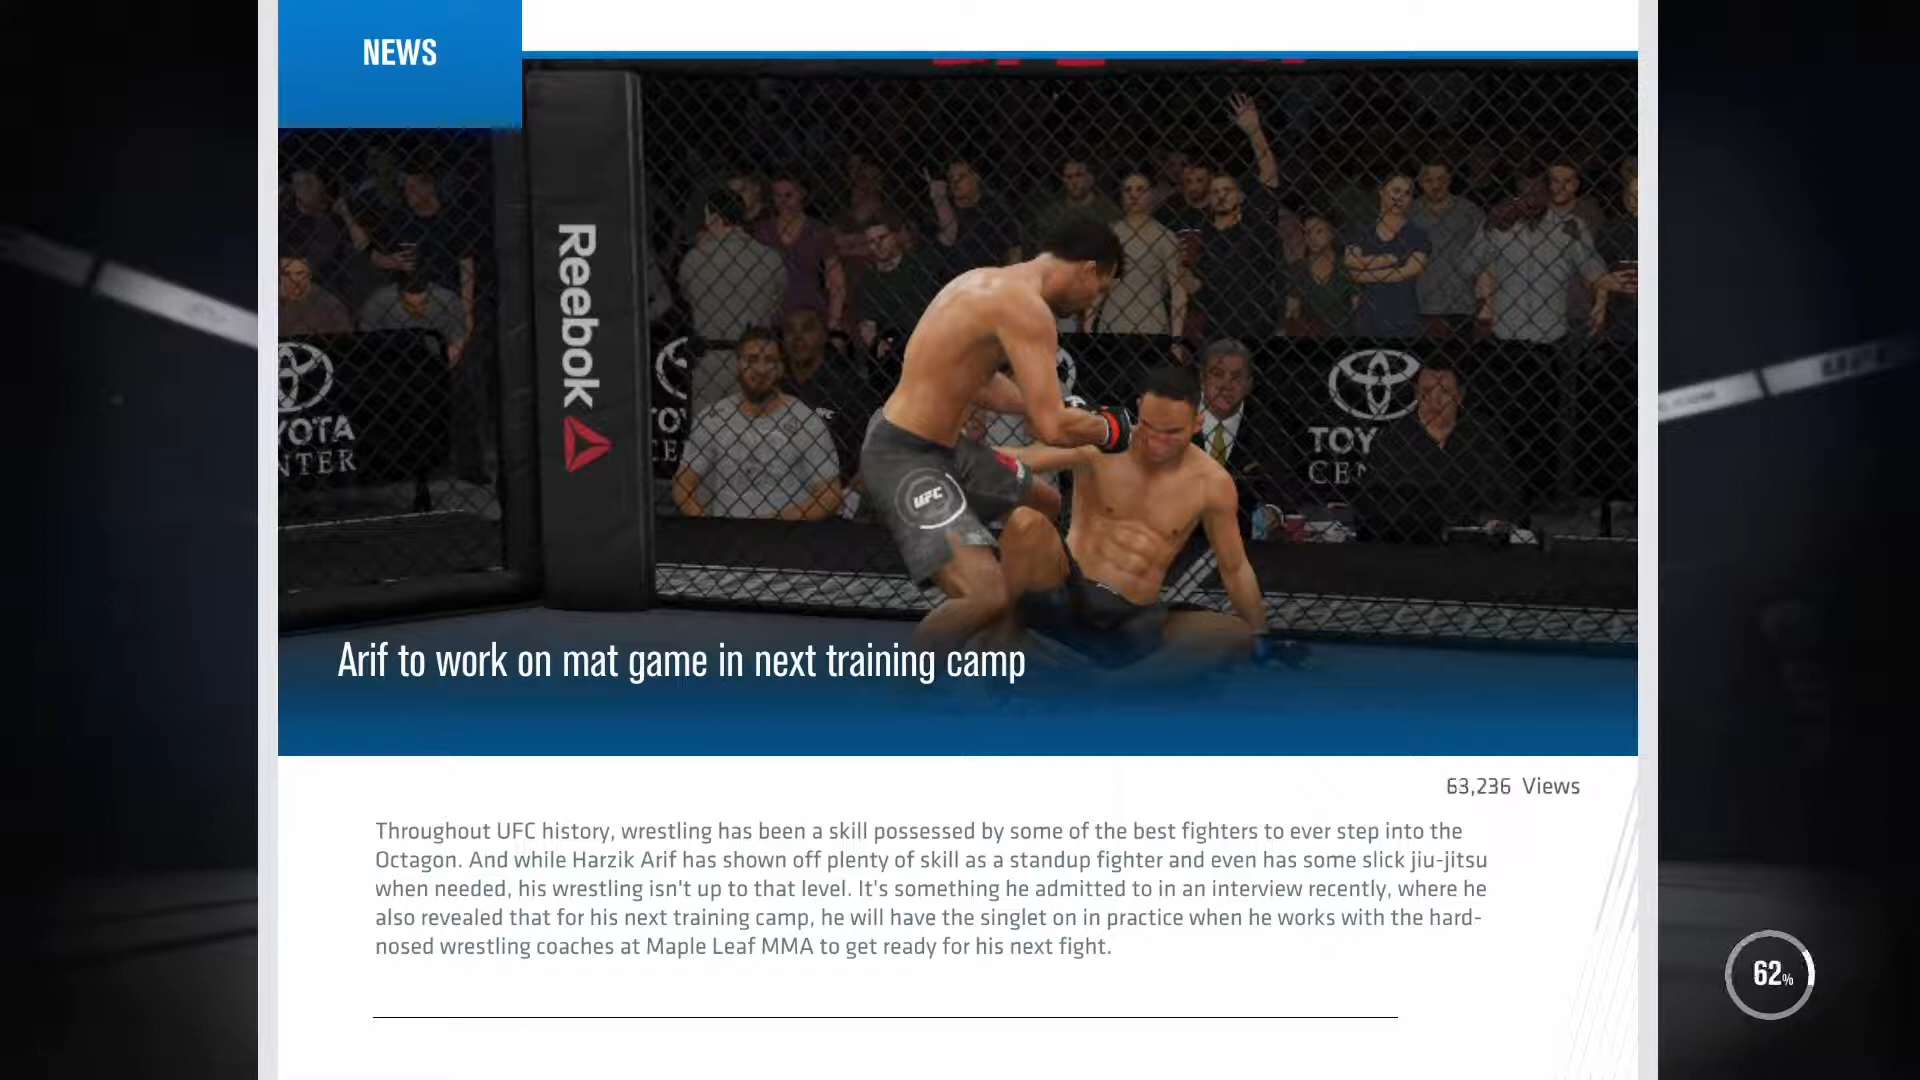 NEWS
Reebok
YOTA
NTER
TOY
CEN
UFC
Arif to work on mat game in next training camp
63,236 Views
Throughout UFC history, wrestling has been a skill possessed by some of the best fighters to ever step into the
Octagon. And while Harzik Arif has shown off plenty of skill as a standup fighter and even has some slick jiu-jitsu
when needed, his wrestling isn't up to that level. It's something he admitted to in an interview recently, where he
also revealed that for his next training camp, he will have the singlet on in practice when he works with the hard-
nosed wrestling coaches at Maple Leaf MMA to get ready for his next fight.
62%